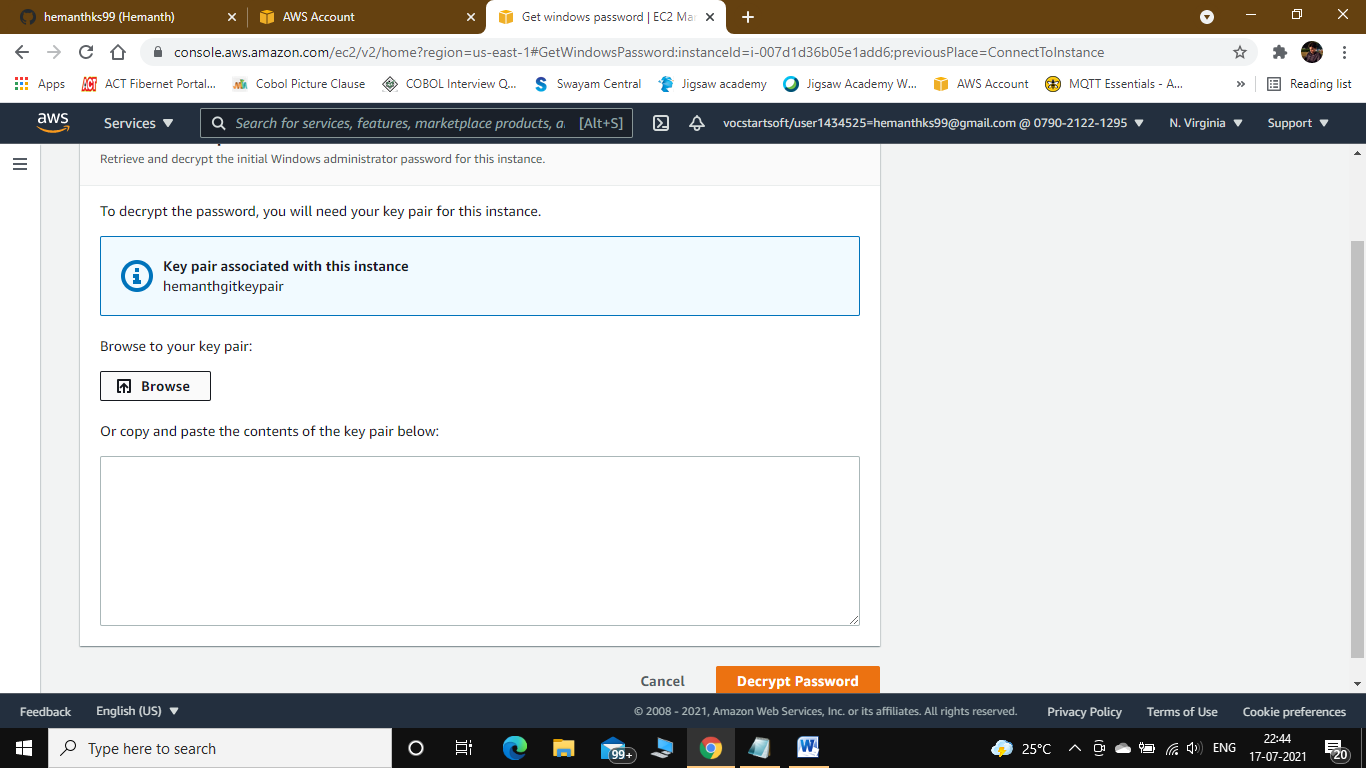 hemanthks99 (Hemanth)
AWS Account
Get windows password | EC2 Ma
console.aws.amazon.com/ec2/v2/home?region=us-east-1#GetWindowsPassword:instanceId=i-007d1d36b05e1add6;previousPlace=ConnectToInstance
Apps ACT Fibernet Portal... Cobol Picture Clause COBOL Interview Q... Swayam Central Jigsaw academy Jigsaw Academy W... AWS Account MQTT Essentials - A... » Reading list
aws Services Search for services, features, marketplace products, a [Alt+S] vocstartsoft/user1434525=hemanthks99@gmail.com @ 0790-2122-1295 N. Virginia Support
Retrieve and decrypt the initial Windows administrator password for this instance.
To decrypt the password, you will need your key pair for this instance.
Key pair associated with this instance
hemanthgitkeypair
Browse to your key pair:
Browse
Or copy and paste the contents of the key pair below:
Cancel Decrypt Password
Feedback English (US) © 2008 - 2021, Amazon Web Services, Inc. or its affiliates. All rights reserved. Privacy Policy Terms of Use Cookie preferences
Type here to search 99+ W 25°C ENG 22:44
17-07-2021 20